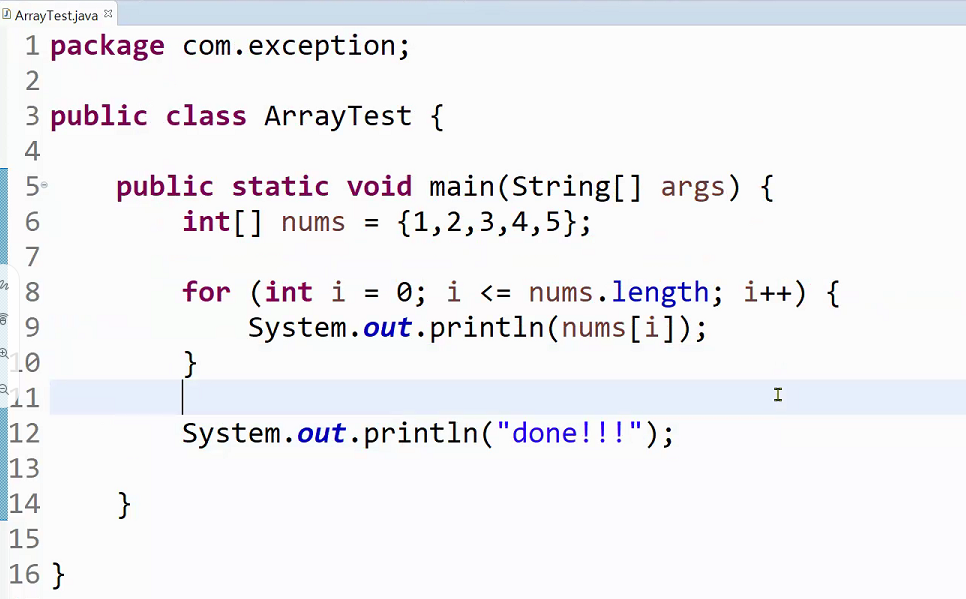 ArrayTest.java
1 package com.exception;
2
3 public class ArrayTest {
4
5     public static void main(String[] args) {
6         int[] nums = {1,2,3,4,5};
7
8         for (int i = 0; i <= nums.length; i++) {
9             System.out.println(nums[i]);
10         }
11
12         System.out.println("done!!!");
13
14     }
15
16 }